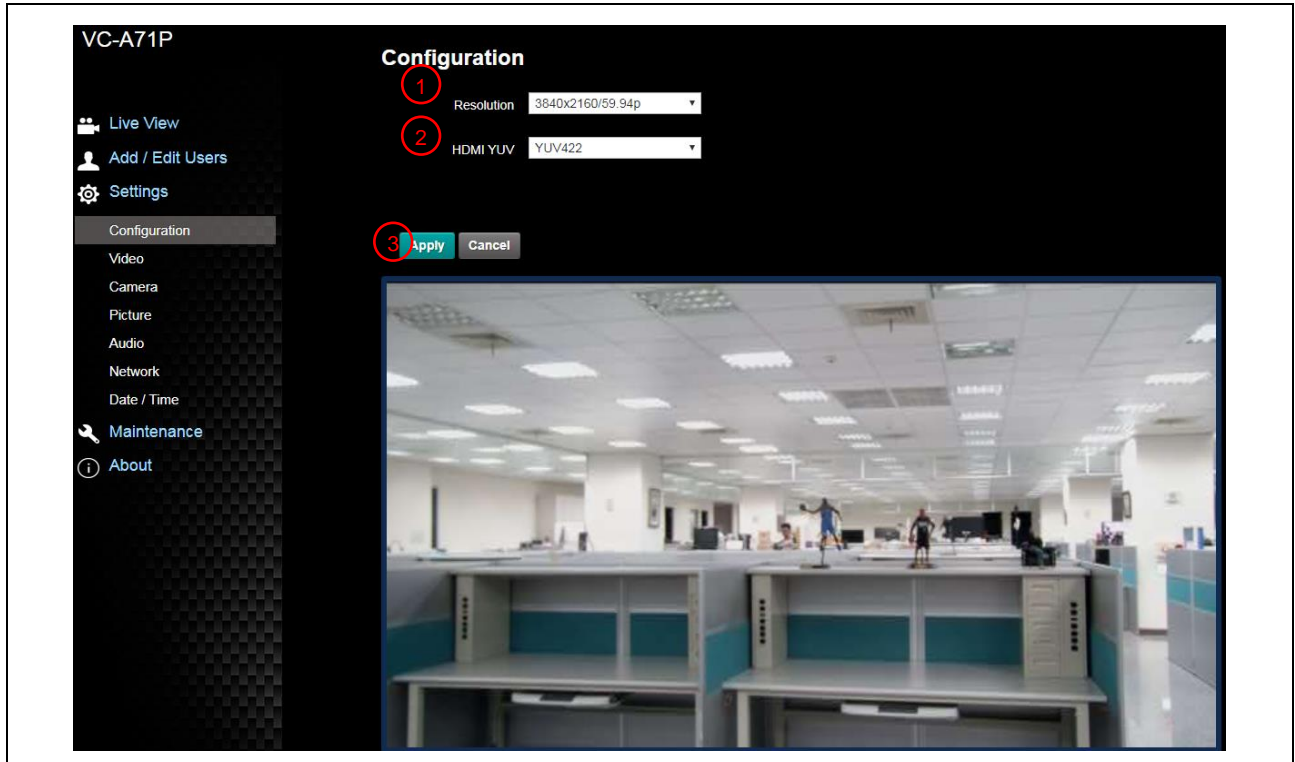 VC-A71P
Live View
Add / Edit Users
Settings
Configuration
Video
Camera
Picture
Audio
Network
Date / Time
Maintenance
About
Configuration
1
Resolution 3840x2160/59.94p
2
HDMI YUV YUV422
3 Apply Cancel